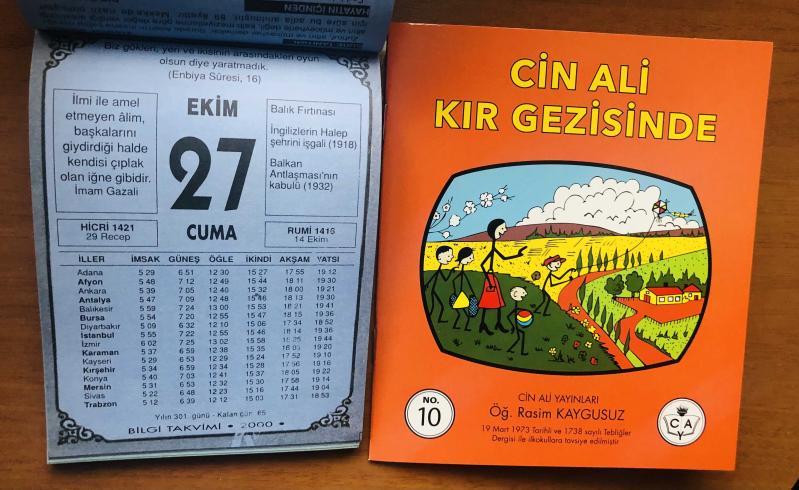 Biz gökleri, yeri ve ikisinin arasındakileri oyun
olsun diye yaratmadık.
(Enbiya Sûresi, 16)
İlmi ile amel
etmeyen âlim,
başkalarını
giydirdiği halde
kendisi çıplak
olan iğne gibidir.
İmam Gazali
EKİM
27
CUMA
Balık Fırtınası
İngilizlerin Halep
şehrini işgali (1918)
Balkan
Antlaşması'nın
kabulü (1932)
HİCRİ 1421
29 Recep
RUMİ 1416
14 Ekim
İLLER İMSAK GÜNEŞ ÖĞLE İKİNDİ AKŞAM YATSI
Adana 5 29 6 51 12 30 15 27 17 55 19 12
Afyon 5 48 7 12 12 49 15 44 18 11 19 30
Ankara 5 39 7 05 12 40 15 32 18 00 19 21
Antalya 5 47 7 09 12 48 15 46 18 13 19 30
Balıkesir 5 59 7 24 13 00 15 53 18 21 19 41
Bursa 5 54 7 20 12 55 15 47 18 15 19 36
Diyarbakır 5 09 6 32 12 10 15 06 17 34 18 52
İstanbul 5 55 7 22 12 55 15 46 18 14 19 36
İzmir 6 02 7 25 13 02 15 58 18 25 19 44
Karaman 5 37 6 59 12 38 15 35 19 20
Kayseri 5 29 6 53 12 29 15 24 17 52 19 10
Kırşehir 5 34 6 59 12 34 15 28 17 56 19 16
Konya 5 40 7 03 12 41 15 37 18 05 19 22
Mersin 5 31 6 53 12 32 15 30 17 58 19 14
Sivas 5 22 6 48 12 23 15 16 17 44 19 04
Trabzon 5 12 6 39 12 12 15 03 17 31 18 53
Yılın 301. günü - Kalan gün 65
BİLGİ TAKVİMİ • 2000 •
CİN ALİ
KIR GEZİSİNDE
NO.
10
CİN ALİ YAYINLARI
Öğ. Rasim KAYGUSUZ
19 Mart 1973 Tarihli ve 1738 sayılı Tebliğler
Dergisi ile ilkokullara tavsiye edilmiştir
C A
Y